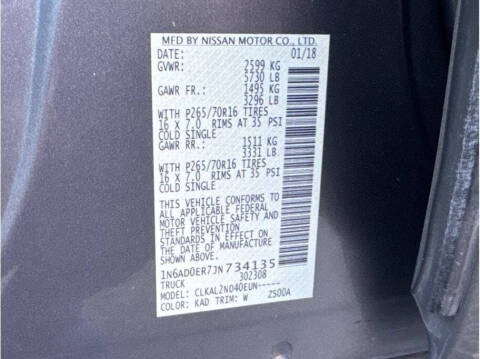 MFD BY NISSAN MOTOR CO., LTD.
DATE: 01/18
GVWR: 2599 KG
5730 LB
GAWR FR.: 1495 KG
3296 LB
WITH P265/70R16 TIRES
16 X 7.0 RIMS AT 35 PSI
COLD SINGLE
GAWR RR.: 1511 KG
3331 LB
WITH P265/70R16 TIRES
16 X 7.0 RIMS AT 35 PSI
COLD SINGLE
THIS VEHICLE CONFORMS TO
ALL APPLICABLE FEDERAL
MOTOR VEHICLE SAFETY AND
THEFT PREVENTION
STANDARDS IN EFFECT ON
THE DATE OF MANUFACTURE
SHOWN ABOVE.
1N6AD0ER7JN734135
TRUCK 302308
MODEL: CLKAL2ND40EUN-----
COLOR: KAD TRIM: W ZS00A